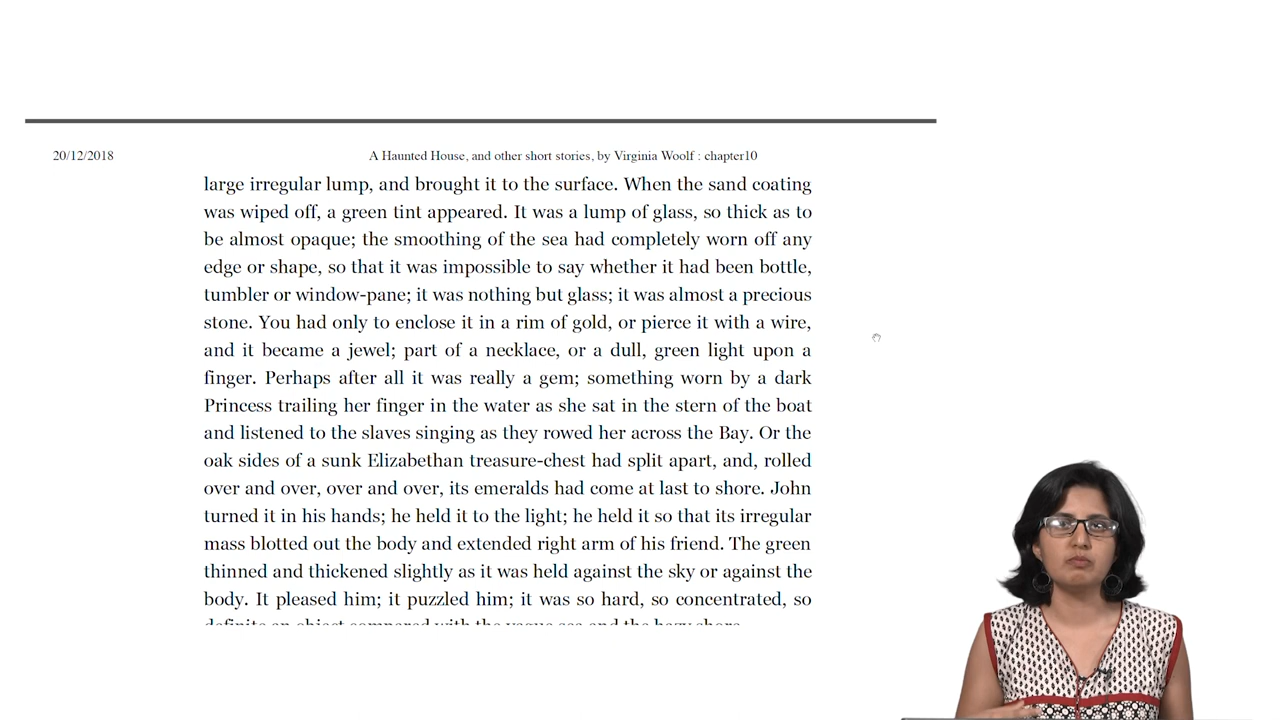 20/12/2018
A Haunted House, and other short stories, by Virginia Woolf : chapter10
large irregular lump, and brought it to the surface. When the sand coating
was wiped off, a green tint appeared. It was a lump of glass, so thick as to
be almost opaque; the smoothing of the sea had completely worn off any
edge or shape, so that it was impossible to say whether it had been bottle,
tumbler or window-pane; it was nothing but glass; it was almost a precious
stone. You had only to enclose it in a rim of gold, or pierce it with a wire,
and it became a jewel; part of a necklace, or a dull, green light upon a
finger. Perhaps after all it was really a gem; something worn by a dark
Princess trailing her finger in the water as she sat in the stern of the boat
and listened to the slaves singing as they rowed her across the Bay. Or the
oak sides of a sunk Elizabethan treasure-chest had split apart, and, rolled
over and over, over and over, its emeralds had come at last to shore. John
turned it in his hands; he held it to the light; he held it so that its irregular
mass blotted out the body and extended right arm of his friend. The green
thinned and thickened slightly as it was held against the sky or against the
body. It pleased him; it puzzled him; it was so hard, so concentrated, so
definite an object compared with the vague sea and the hazy shore.